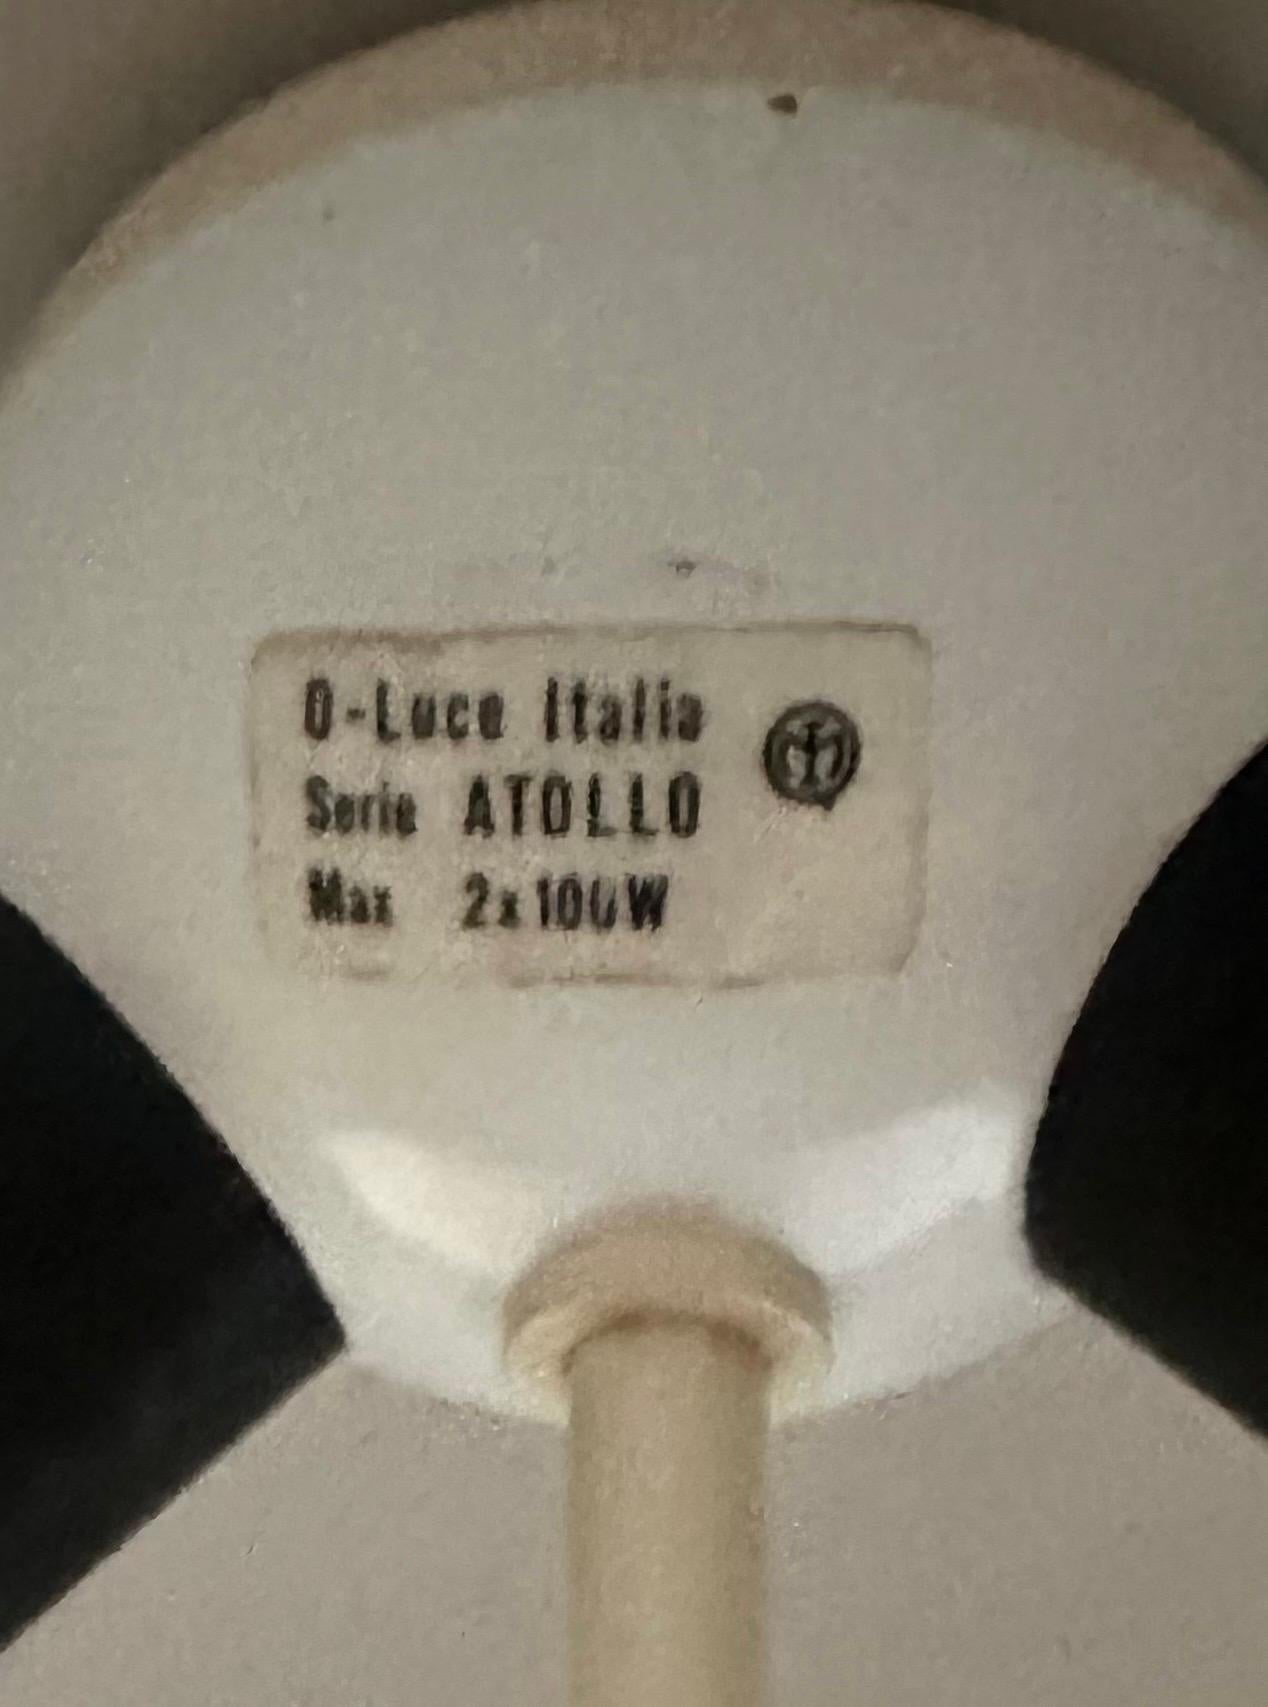 O-Luce Italia
Serie ATOLLO
Max 2x100W